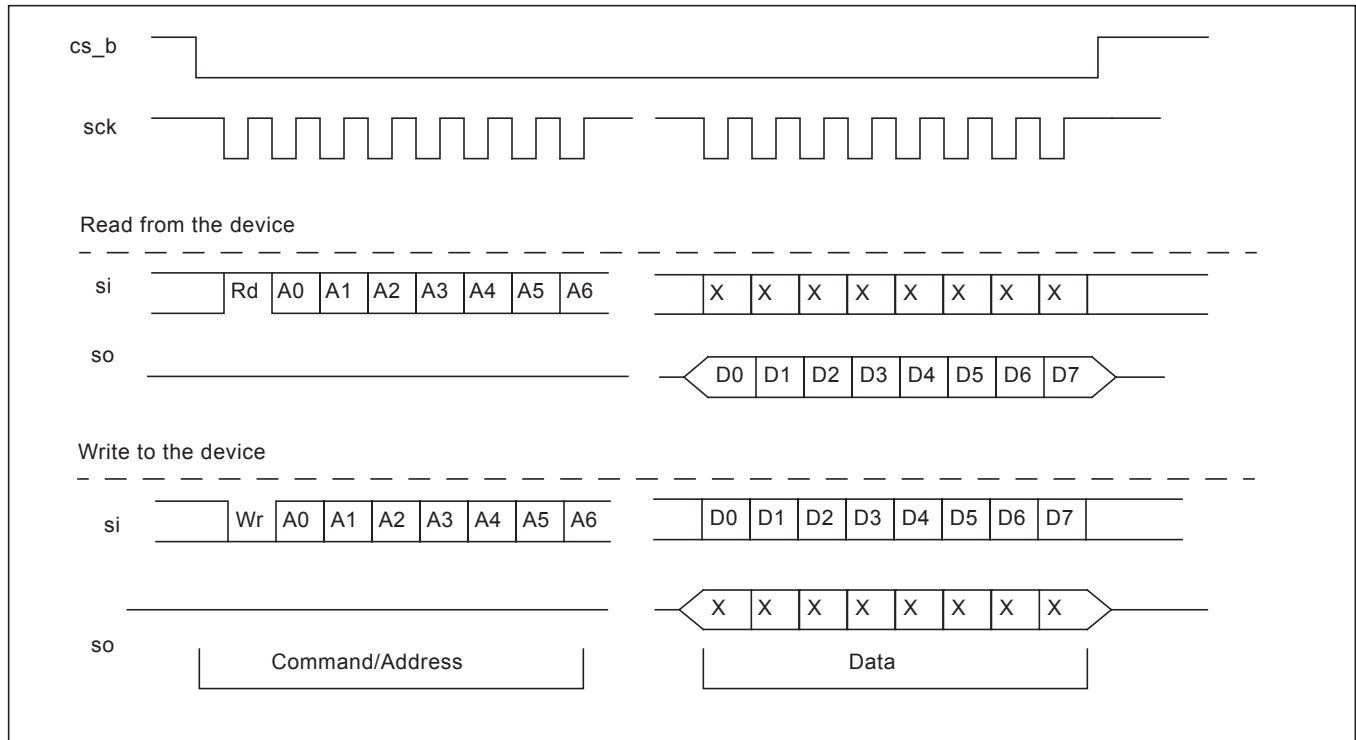 cs_b
sck
Read from the device
si Rd A0 A1 A2 A3 A4 A5 A6 X X X X X X X X
so D0 D1 D2 D3 D4 D5 D6 D7
Write to the device
si Wr A0 A1 A2 A3 A4 A5 A6 D0 D1 D2 D3 D4 D5 D6 D7
so X X X X X X X X
Command/Address Data